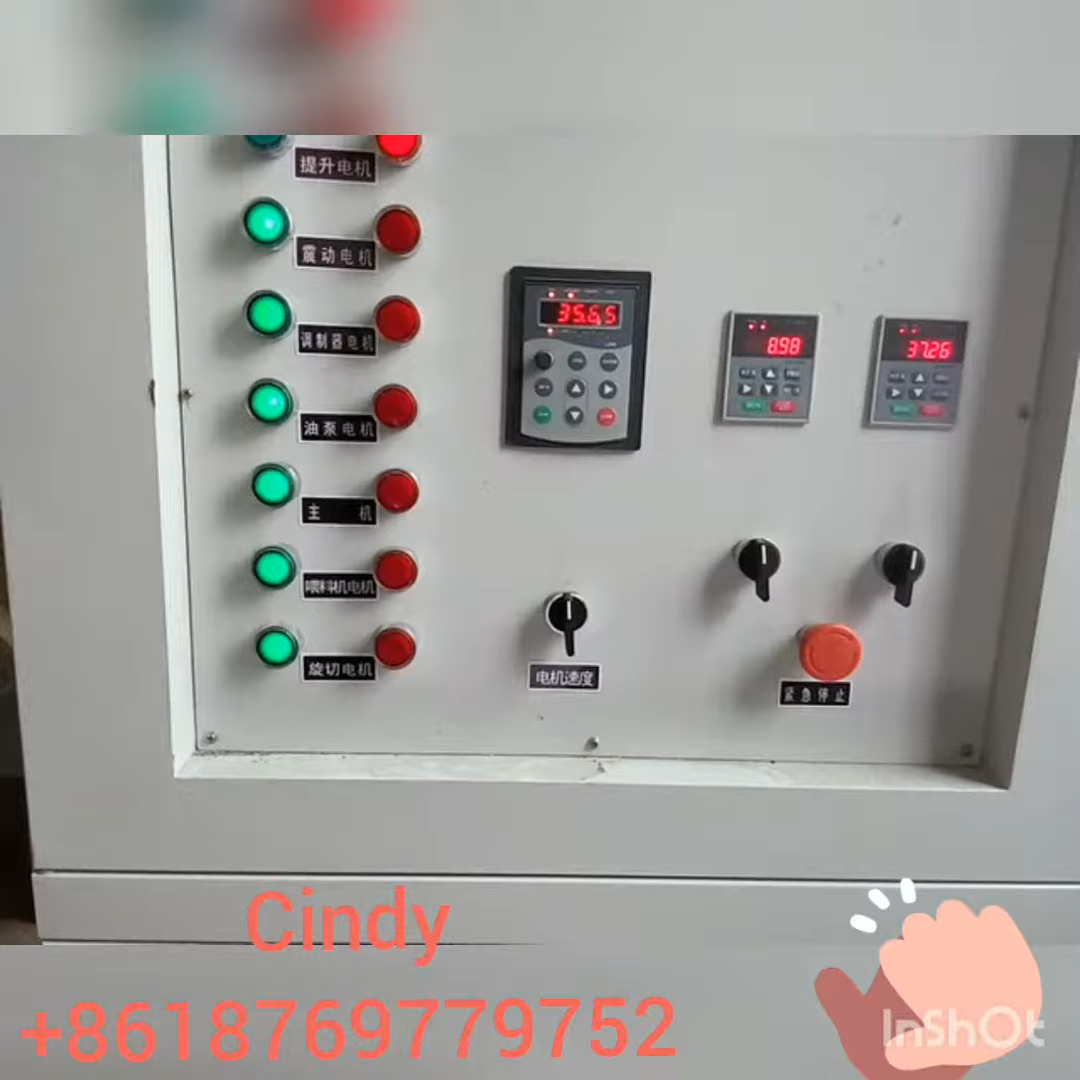 提升电机
震动电机
调制器电机
油泵电机
主 机
喂料机电机
旋切电机
35.6.5
8.98
37.26
电机速度
紧急停止
Cindy
+8618769779752
InShOt